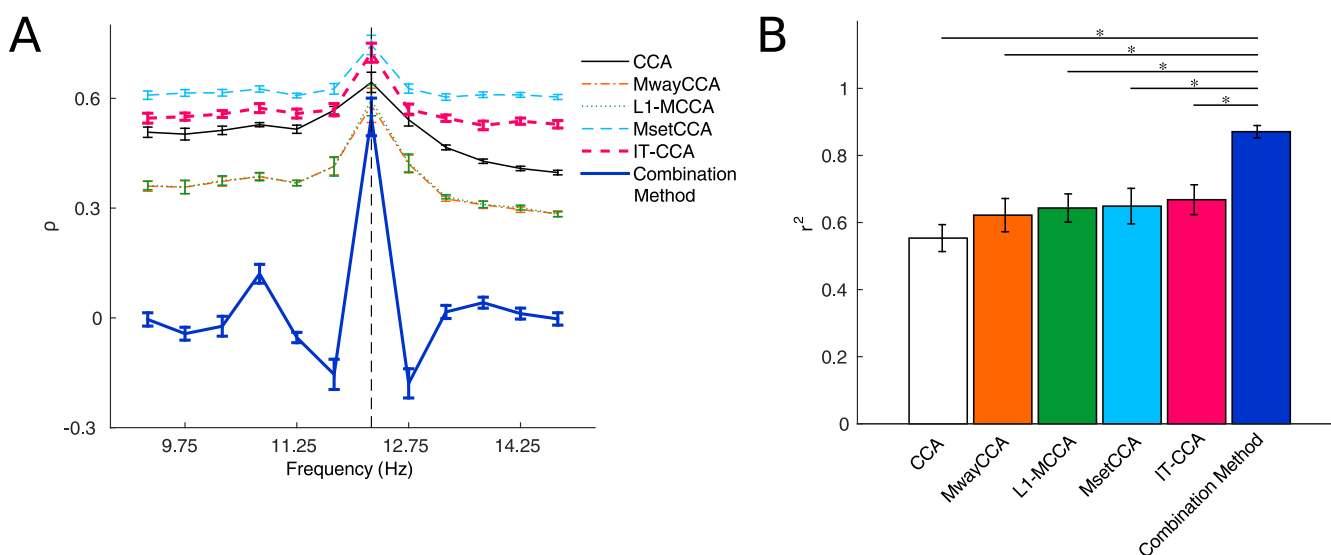 A
ρ
0.6
0.3
0
-0.3
9.75 11.25 12.75 14.25
Frequency (Hz)
CCA
MwayCCA
L1-MCCA
MsetCCA
IT-CCA
Combination
Method
B
r²
1
0.8
0.6
0.4
0.2
0
*
*
*
*
*
CCA
MwayCCA
L1-MCCA
MsetCCA
IT-CCA
Combination Method